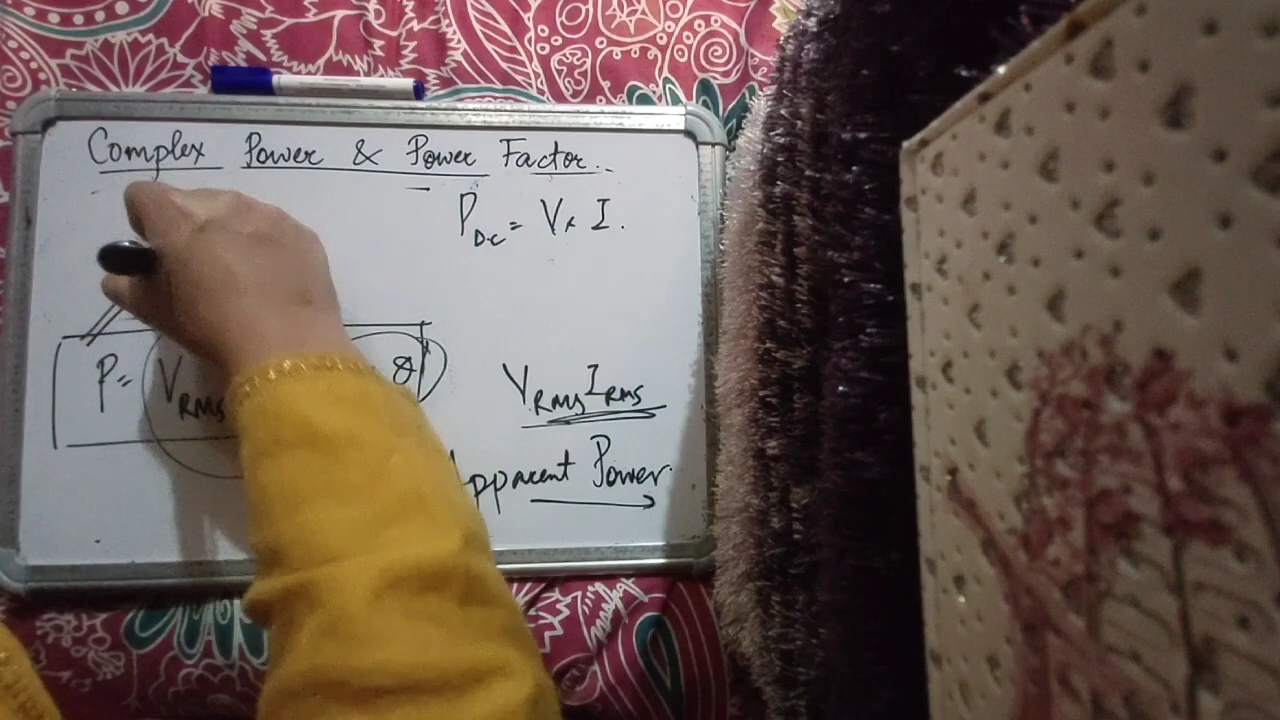 Complex Power & Power Factor.
P_DC = V x I.
P = V_RMS θ
V_RMS I_RMS
Apparent Power.